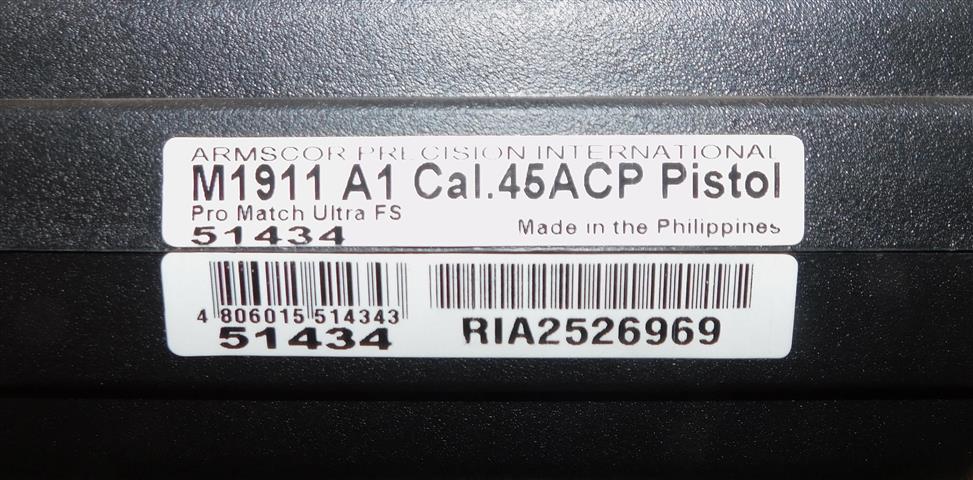 ARMSCOR PRECISION INTERNATIONAL
M1911 A1 Cal.45ACP Pistol
Pro Match Ultra FS
51434 Made in the Philippines
4 806015 514343
51434 RIA2526969